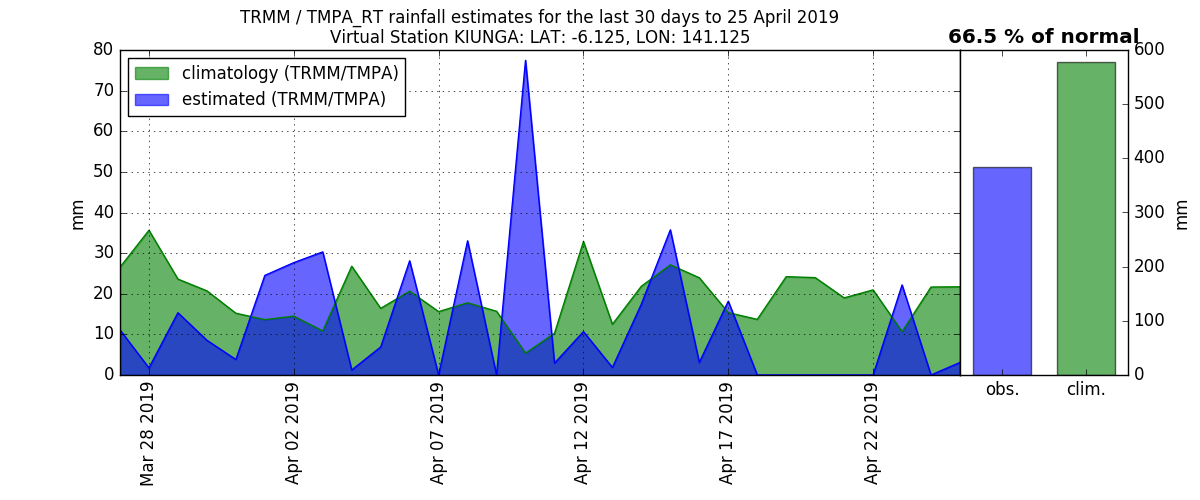 TRMM / TMPA_RT rainfall estimates for the last 30 days to 25 April 2019
Virtual Station KIUNGA: LAT: -6.125, LON: 141.125
66.5 % of normal
climatology (TRMM/TMPA)
estimated (TRMM/TMPA)
80
70
60
50
40
30
20
10
0
mm
Mar 28 2019
Apr 02 2019
Apr 07 2019
Apr 12 2019
Apr 17 2019
Apr 22 2019
obs.
clim.
600
500
400
300
200
100
0
mm